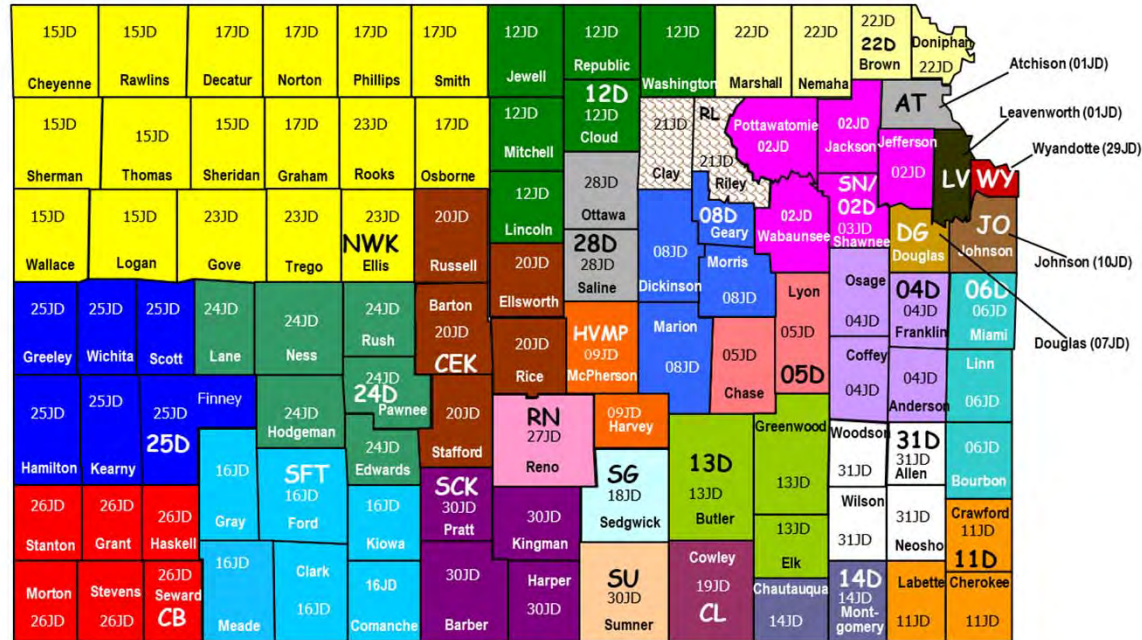 15JD
Cheyenne
15JD
Rawlins
17JD
Decatur
17JD
Norton
17JD
Phillips
17JD
Smith
12JD
Jewell
12JD
Republic
12JD
Washington
22JD
Marshall
22JD
Nemaha
22JD
22D
Brown
Doniphan
22JD
Atchison (01JD)
Leavenworth (01JD)
Wyandotte (29JD)
15JD
Sherman
15JD
Thomas
15JD
Sheridan
17JD
Graham
23JD
Rooks
17JD
Osborne
12JD
Mitchell
12D
12JD
Cloud
21JD
Clay
RL
21JD
Riley
Pottawatomie
02JD
02JD
Jackson
AT
Jefferson
02JD
LV
WY
15JD
Wallace
15JD
Logan
23JD
Gove
23JD
Trego
23JD
NWK
Ellis
20JD
Russell
12JD
Lincoln
28JD
Ottawa
28D
28JD
Saline
08JD
Dickinson
08D
Geary
Morris
08JD
02JD
Wabaunsee
SN/
02D
03JD
Shawnee
DG
Douglas
JO
Johnson
Johnson (10JD)
Douglas (07JD)
25JD
Greeley
25JD
Wichita
25JD
Scott
24JD
Lane
24JD
Ness
24JD
Rush
Barton
20JD
CEK
20JD
Ellsworth
20JD
Rice
HVMP
09JD
McPherson
Marion
08JD
05JD
Chase
Lyon
05JD
05D
Osage
04JD
04D
04JD
Franklin
06D
06JD
Miami
Coffey
04JD
04JD
Anderson
Linn
06JD
25JD
Hamilton
25JD
Kearny
25JD
Finney
25D
24JD
Hodgeman
24JD
24D
Pawnee
24JD
Edwards
20JD
Stafford
RN
27JD
Reno
09JD
Harvey
SG
18JD
Sedgwick
13D
13JD
Butler
Greenwood
13JD
Woodson
31JD
31D
31JD
Allen
06JD
Bourbon
26JD
Stanton
26JD
Grant
26JD
Haskell
16JD
Gray
SFT
16JD
Ford
16JD
Kiowa
SCK
30JD
Pratt
30JD
Kingman
13JD
Elk
Wilson
31JD
31JD
Neosho
Crawford
11JD
11D
Morton
26JD
Stevens
26JD
26JD
Seward
CB
16JD
Meade
Clark
16JD
16JD
Comanche
30JD
Barber
Harper
30JD
SU
30JD
Sumner
Cowley
19JD
CL
Chautauqua
14JD
14D
14JD
Mont-
gomery
Labette
11JD
Cherokee
11JD